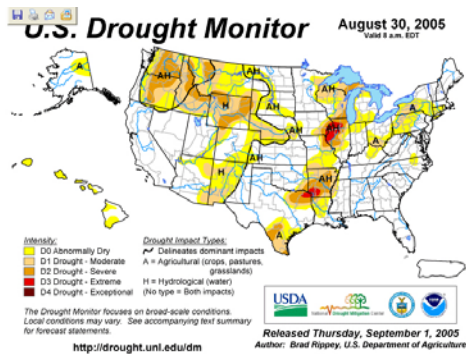 U.S. Drought Monitor
August 30, 2005
Valid 8 a.m. EDT
A
AH
AH
AH
H
AH
AH
A
A
AH
H
AH
A
Intensity:
D0 Abnormally Dry
D1 Drought - Moderate
D2 Drought - Severe
D3 Drought - Extreme
D4 Drought - Exceptional
Drought Impact Types:
Delineates dominant impacts
A = Agricultural (crops, pastures,
grasslands)
H = Hydrological (water)
(No type = Both impacts)
The Drought Monitor focuses on broad-scale conditions.
Local conditions may vary. See accompanying text summary
for forecast statements.
http://drought.unl.edu/dm
USDA
National Drought Mitigation Center
Released Thursday, September 1, 2005
Author: Brad Rippey, U.S. Department of Agriculture